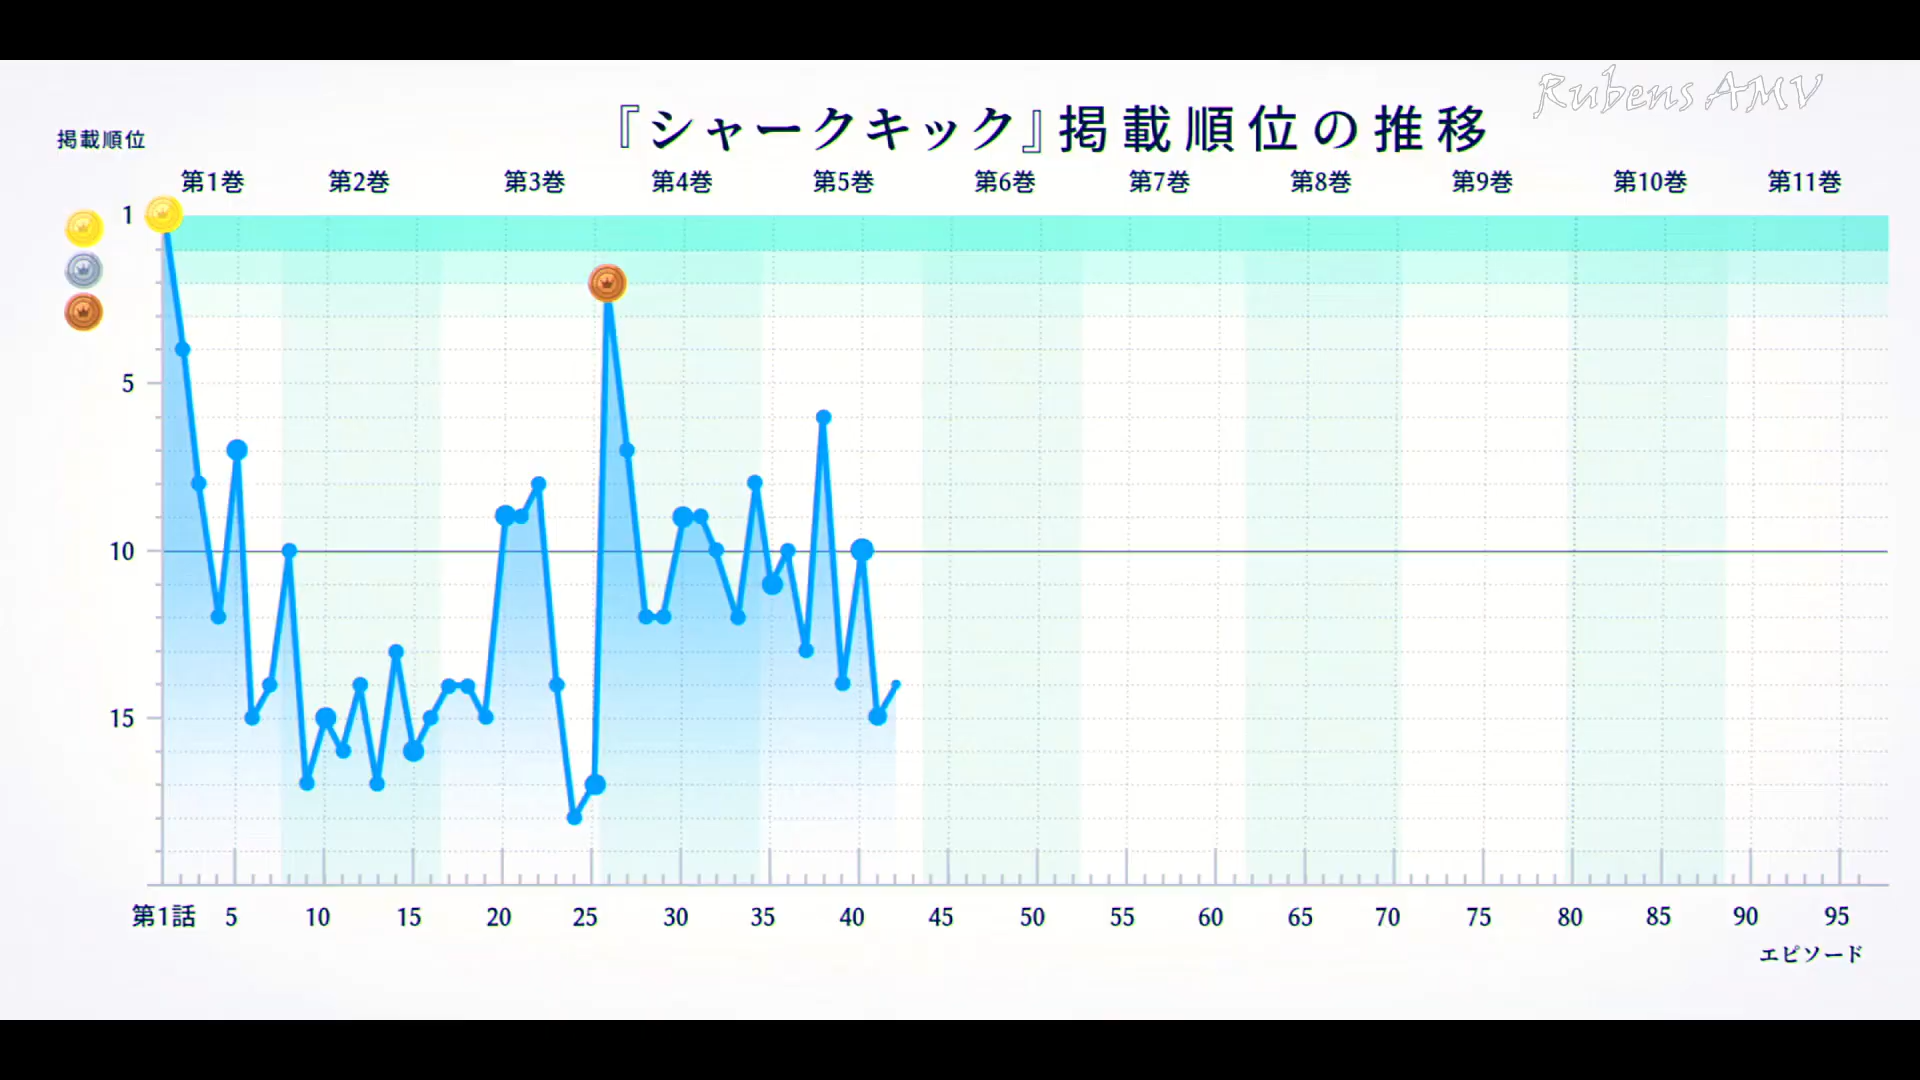 Rubens AMV
『シャークキック』掲載順位の推移
掲載順位
第1巻 第2巻 第3巻 第4巻 第5巻 第6巻 第7巻 第8巻 第9巻 第10巻 第11巻
1
5
10
15
第1話 5 10 15 20 25 30 35 40 45 50 55 60 65 70 75 80 85 90 95
エピソード